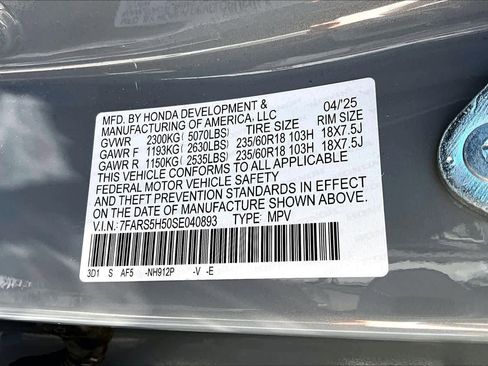 MFD. BY HONDA DEVELOPMENT & 04/'25
MANUFACTURING OF AMERICA, LLC
GVWR 2300KG( 5070LBS) TIRE SIZE RIM SIZE
GAWR F 1193KG( 2630LBS) 235/60R18 103H 18X7.5J
GAWR R 1150KG( 2535LBS) 235/60R18 103H 18X7.5J
THIS VEHICLE CONFORMS TO ALL APPLICABLE
FEDERAL MOTOR VEHICLE SAFETY
AND THEFT PREVENTION STANDARDS IN EFFECT
ON THE DATE OF MANUFACTURE SHOWN ABOVE.
V.I.N.: 7FARS5H50SE040893 TYPE: MPV
3D1 S AF5 -NH912P -V -E